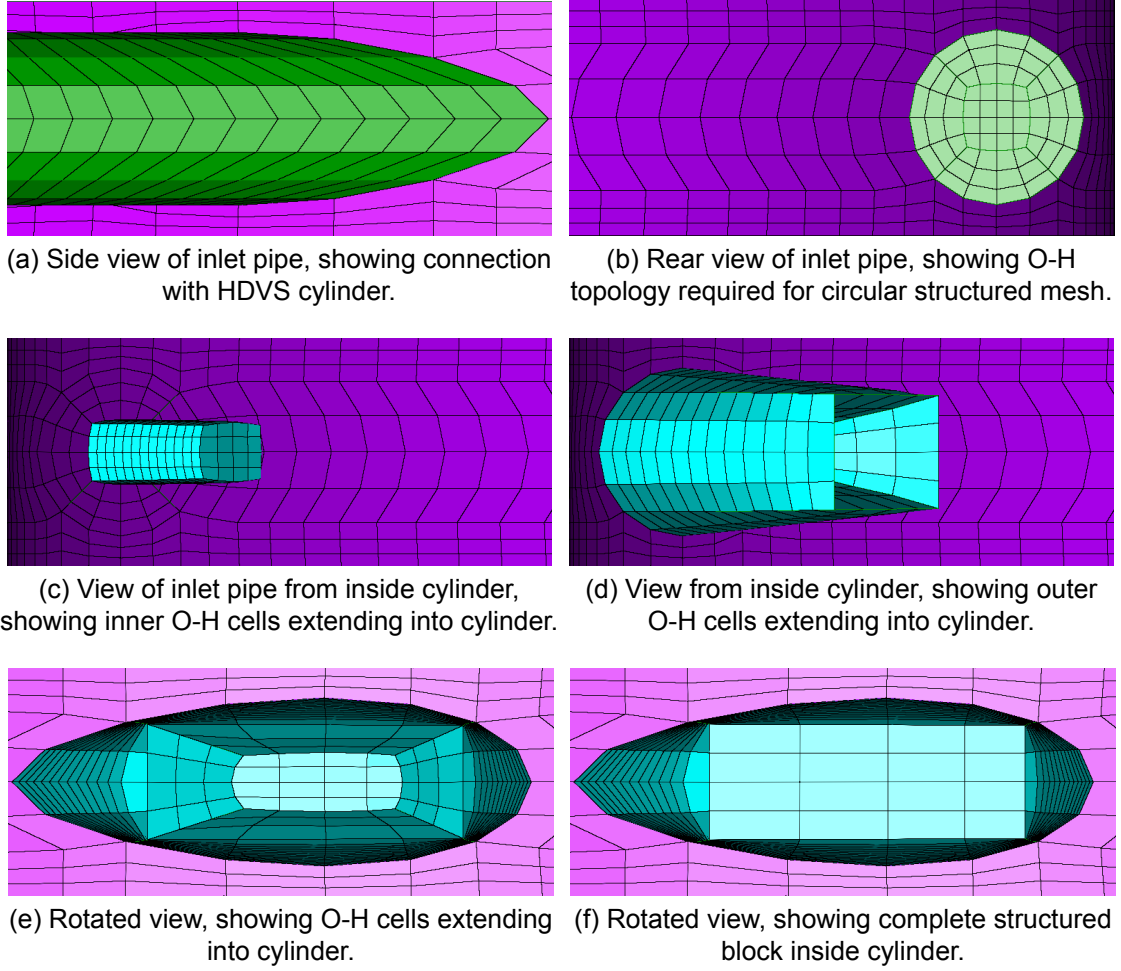 (a) Side view of inlet pipe, showing connection
with HDVS cylinder.
(b) Rear view of inlet pipe, showing O-H
topology required for circular structured mesh.
(c) View of inlet pipe from inside cylinder,
showing inner O-H cells extending into cylinder.
(d) View from inside cylinder, showing outer
O-H cells extending into cylinder.
(e) Rotated view, showing O-H cells extending
into cylinder.
(f) Rotated view, showing complete structured
block inside cylinder.